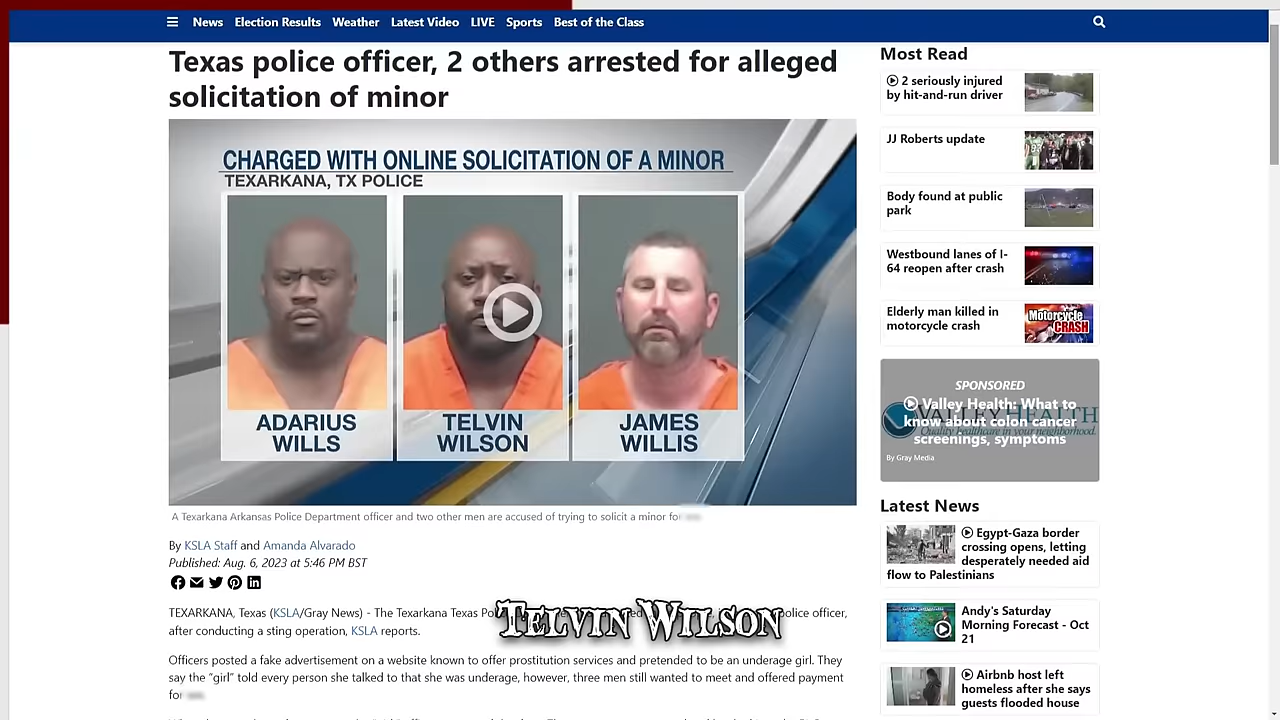 News Election Results Weather Latest Video LIVE Sports Best of the Class
Texas police officer, 2 others arrested for alleged
solicitation of minor
CHARGED WITH ONLINE SOLICITATION OF A MINOR
TEXARKANA, TX POLICE
ADARIUS
WILLS
TELVIN
WILSON
JAMES
WILLIS
A Texarkana Arkansas Police Department officer and two other men are accused of trying to solicit a minor for
By KSLA Staff and Amanda Alvarado
Published: Aug. 6, 2023 at 5:46 PM BST
TEXARKANA, Texas (KSLA/Gray News) - The Texarkana Texas police officer,
after conducting a sting operation, KSLA reports.
Telvin Wilson
Officers posted a fake advertisement on a website known to offer prostitution services and pretended to be an underage girl. They
say the "girl" told every person she talked to that she was underage, however, three men still wanted to meet and offered payment
for
Most Read
2 seriously injured
by hit-and-run driver
JJ Roberts update
Body found at public
park
Westbound lanes of I-
64 reopen after crash
Elderly man killed in
motorcycle crash
Motorcycle
CRASH
SPONSORED
Valley Health: What to
know about colon cancer
screenings, symptoms
VALLEY HEALTH
Quality healthcare in your neighborhood.
By Gray Media
Latest News
Egypt-Gaza border
crossing opens, letting
desperately needed aid
flow to Palestinians
Andy's Saturday
Morning Forecast - Oct
21
Airbnb host left
homeless after she says
guests flooded house